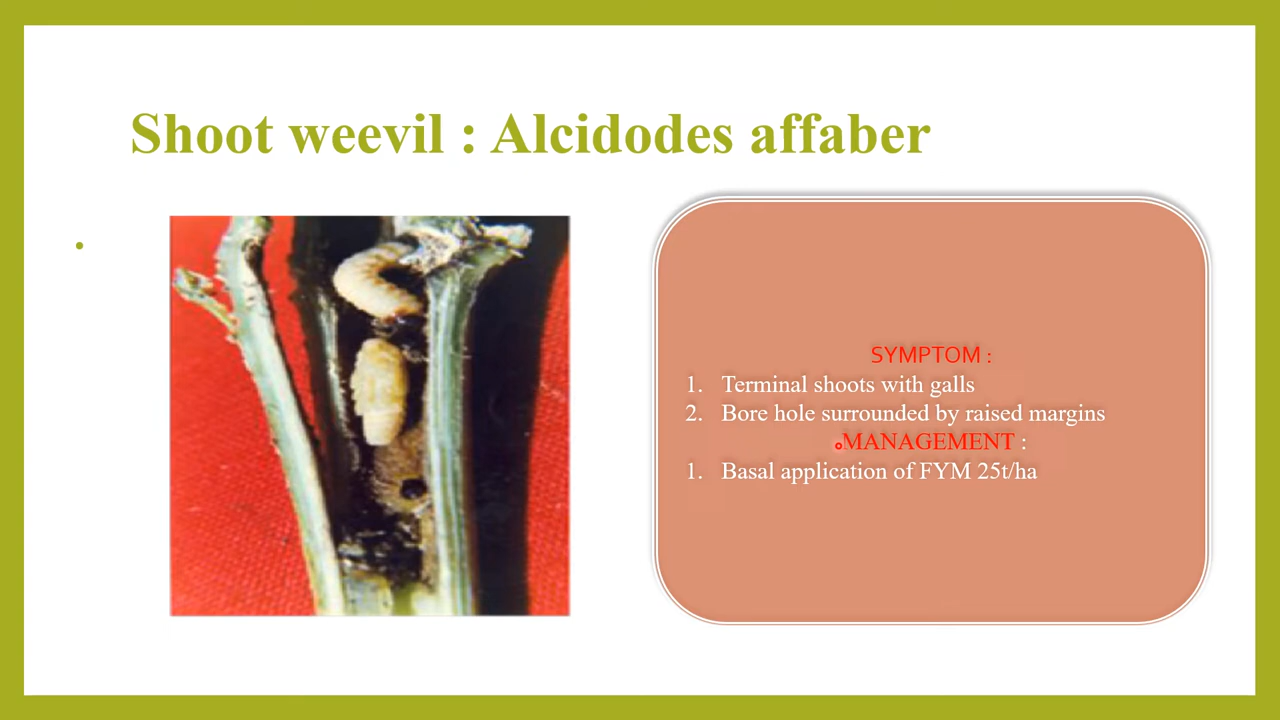 Shoot weevil : Alcidodes affaber
•
SYMPTOM :
1. Terminal shoots with galls
2. Bore hole surrounded by raised margins
MANAGEMENT :
1. Basal application of FYM 25t/ha